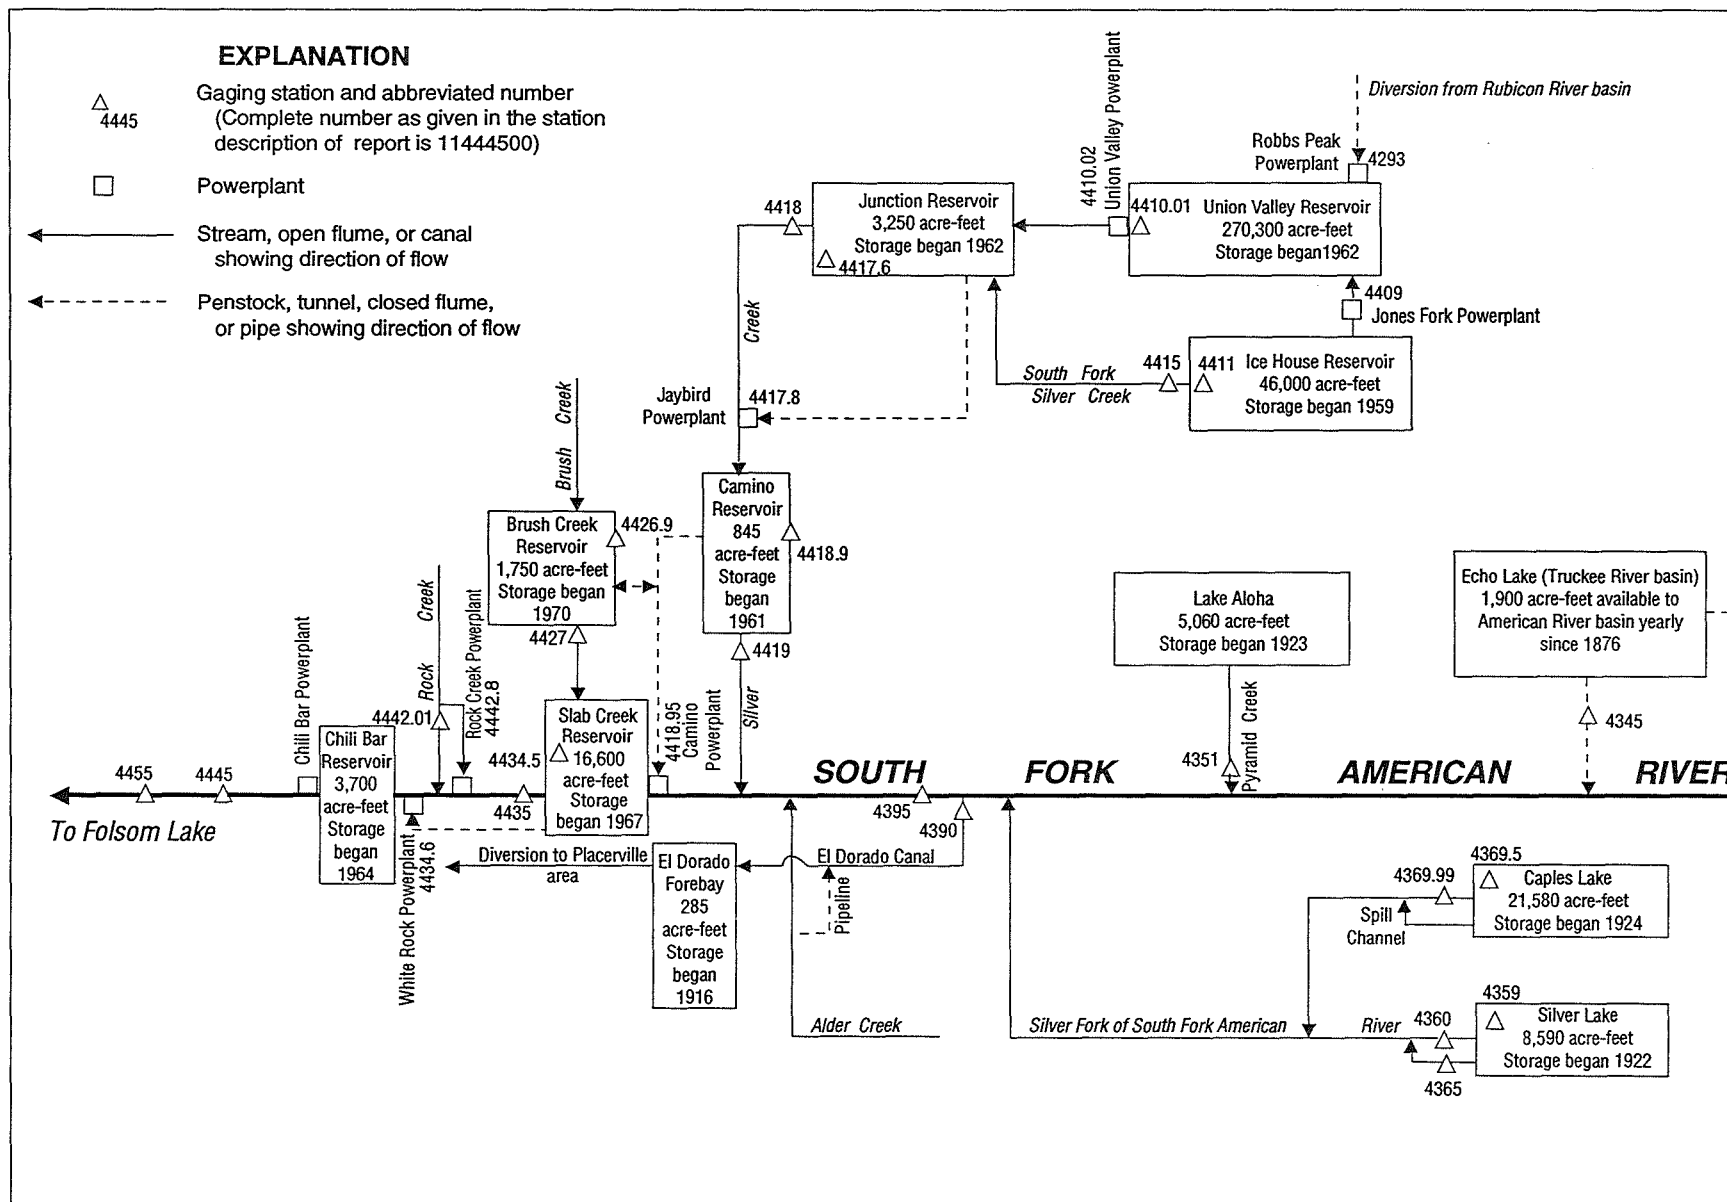 EXPLANATION
Gaging station and abbreviated number
4445
(Complete number as given in the station
description of report is 11444500)
Powerplant
Stream, open flume, or canal
showing direction of flow
Penstock, tunnel, closed flume,
or pipe showing direction of flow
Diversion from Rubicon River basin
Robbs Peak
Powerplant
4293
4410.02
Union Valley Powerplant
4410.01
Union Valley Reservoir
270,300 acre-feet
Storage began1962
4418
Junction Reservoir
3,250 acre-feet
Storage began 1962
4417.6
4409
Jones Fork Powerplant
4415
4411
Ice House Reservoir
46,000 acre-feet
Storage began 1959
South Fork
Silver Creek
Creek
Jaybird
Powerplant
4417.8
Brush Creek
Camino
Reservoir
845
acre-feet
Storage
began
1961
4418.9
4419
Silver
Brush Creek
Reservoir
1,750 acre-feet
Storage began
1970
4426.9
4427
Lake Aloha
5,060 acre-feet
Storage began 1923
Echo Lake (Truckee River basin)
1,900 acre-feet available to
American River basin yearly
since 1876
4345
Pyramid Creek
4351
Rock Creek
4442.01
Rock Creek Powerplant
4442.8
Chili Bar Powerplant
Chili Bar
Reservoir
3,700
acre-feet
Storage
began
1964
4434.5
4435
Slab Creek
Reservoir
16,600
acre-feet
Storage
began 1967
4418.95
Camino
Powerplant
SOUTH FORK AMERICAN RIVER
4455
4445
To Folsom Lake
White Rock Powerplant
4434.6
4395
4390
Diversion to Placerville
area
El Dorado
Forebay
285
acre-feet
Storage
began
1916
El Dorado Canal
Pipeline
Alder Creek
4369.5
4369.99
Caples Lake
21,580 acre-feet
Storage began 1924
Spill
Channel
Silver Fork of South Fork American River
4359
4360
Silver Lake
8,590 acre-feet
Storage began 1922
4365